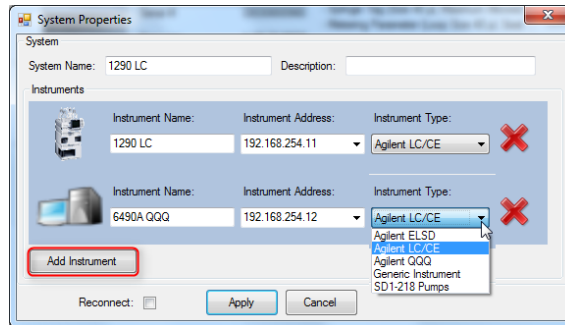 System Properties
System
System Name: 1290 LC Description:
Instruments
Instrument Name: Instrument Address: Instrument Type:
1290 LC 192.168.254.11 Agilent LC/CE
Instrument Name: Instrument Address: Instrument Type:
6490A QQQ 192.168.254.12 Agilent LC/CE
Agilent ELSD
Agilent LC/CE
Agilent QQQ
Generic Instrument
SD1-218 Pumps
Add Instrument
Reconnect: Apply Cancel